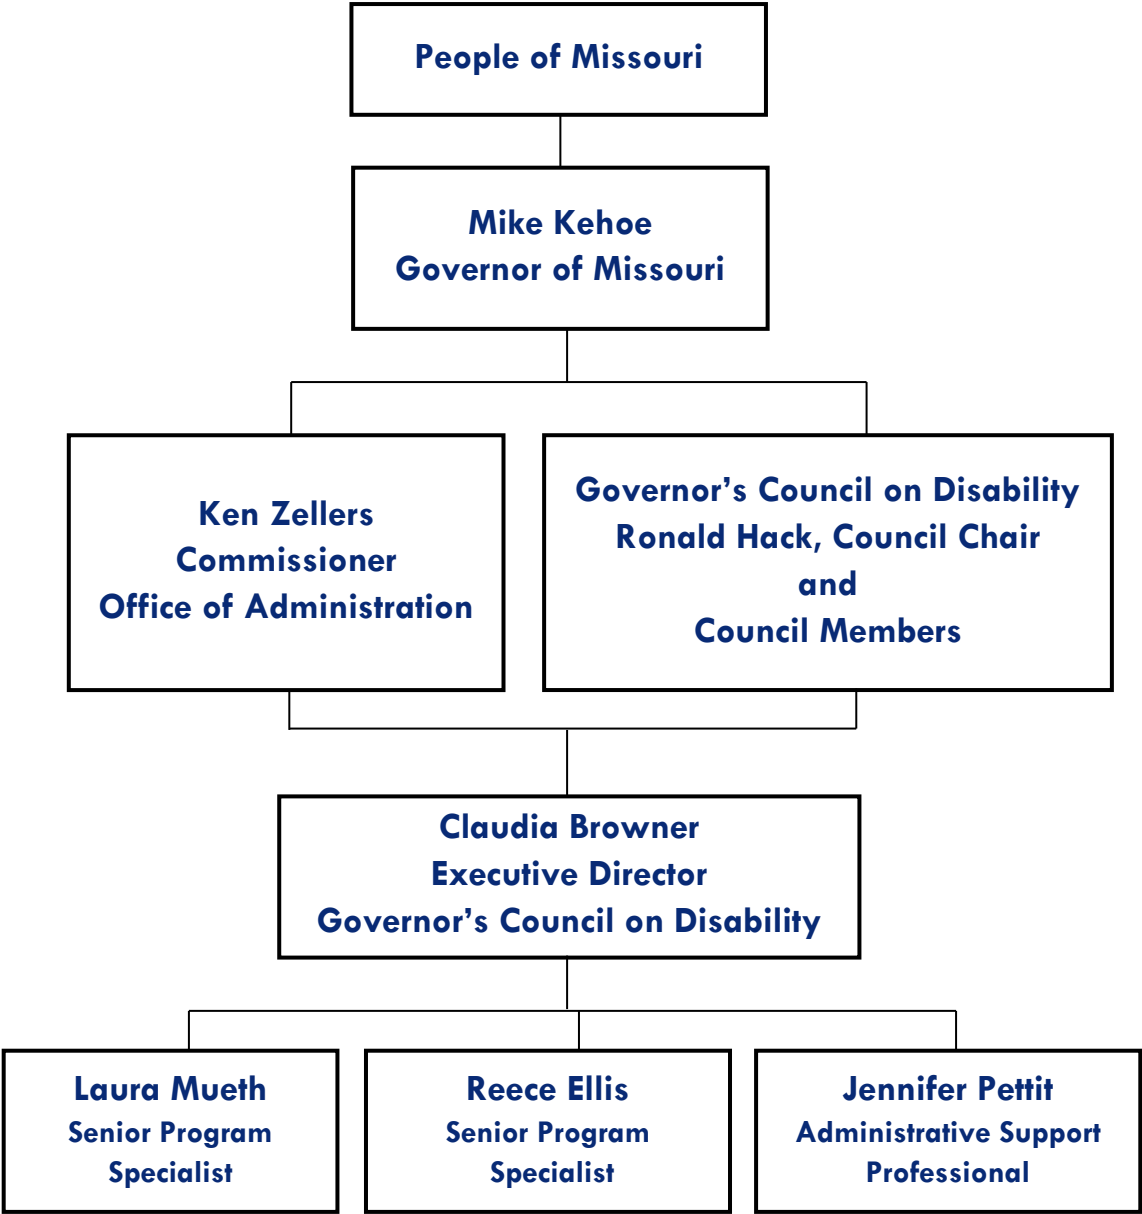 People of Missouri
Mike Kehoe
Governor of Missouri
Ken Zellers
Commissioner
Office of Administration
Governor’s Council on Disability
Ronald Hack, Council Chair
and
Council Members
Claudia Browner
Executive Director
Governor’s Council on Disability
Laura Mueth
Senior Program
Specialist
Reece Ellis
Senior Program
Specialist
Jennifer Pettit
Administrative Support
Professional